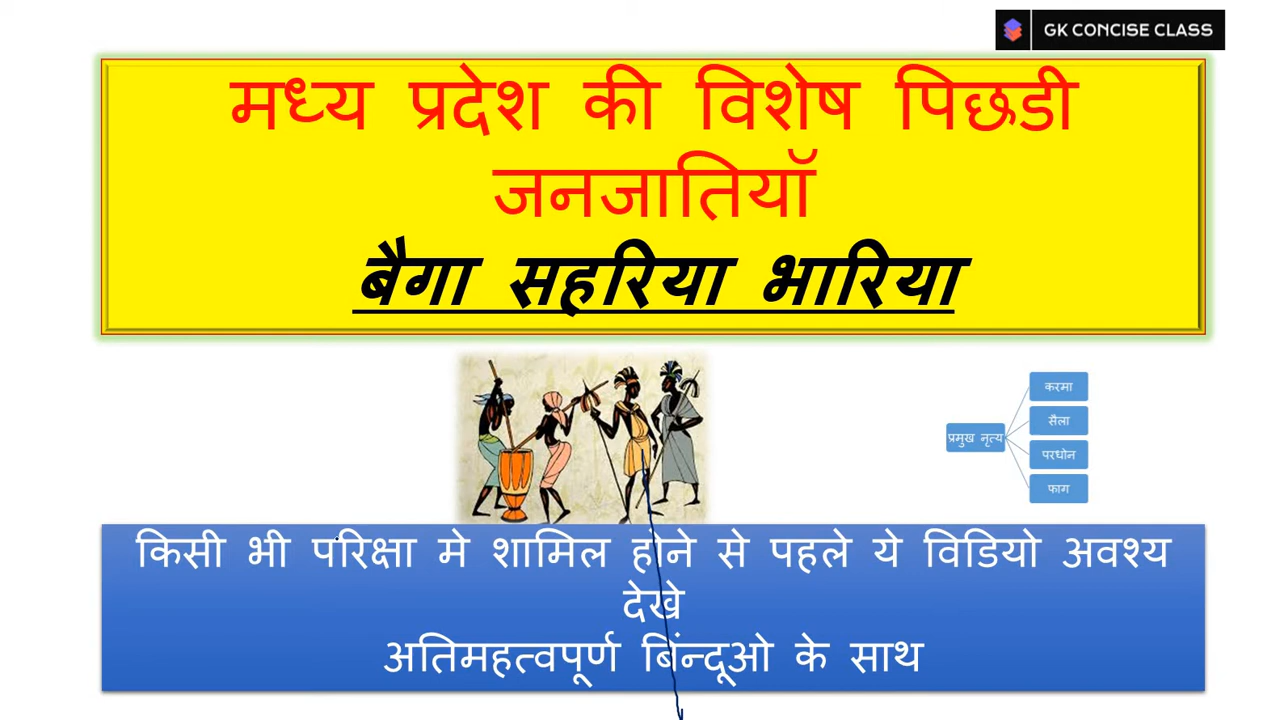 GK CONCISE CLASS
मध्य प्रदेश की विशेष पिछडी
जनजातियॉ
बैगा सहरिया भारिया
प्रमुख नृत्य
करमा
सैला
परधोन
फाग
किसी भी परिक्षा मे शामिल होने से पहले ये विडियो अवश्य
देखे
अतिमहत्वपूर्ण बिंन्दूओ के साथ